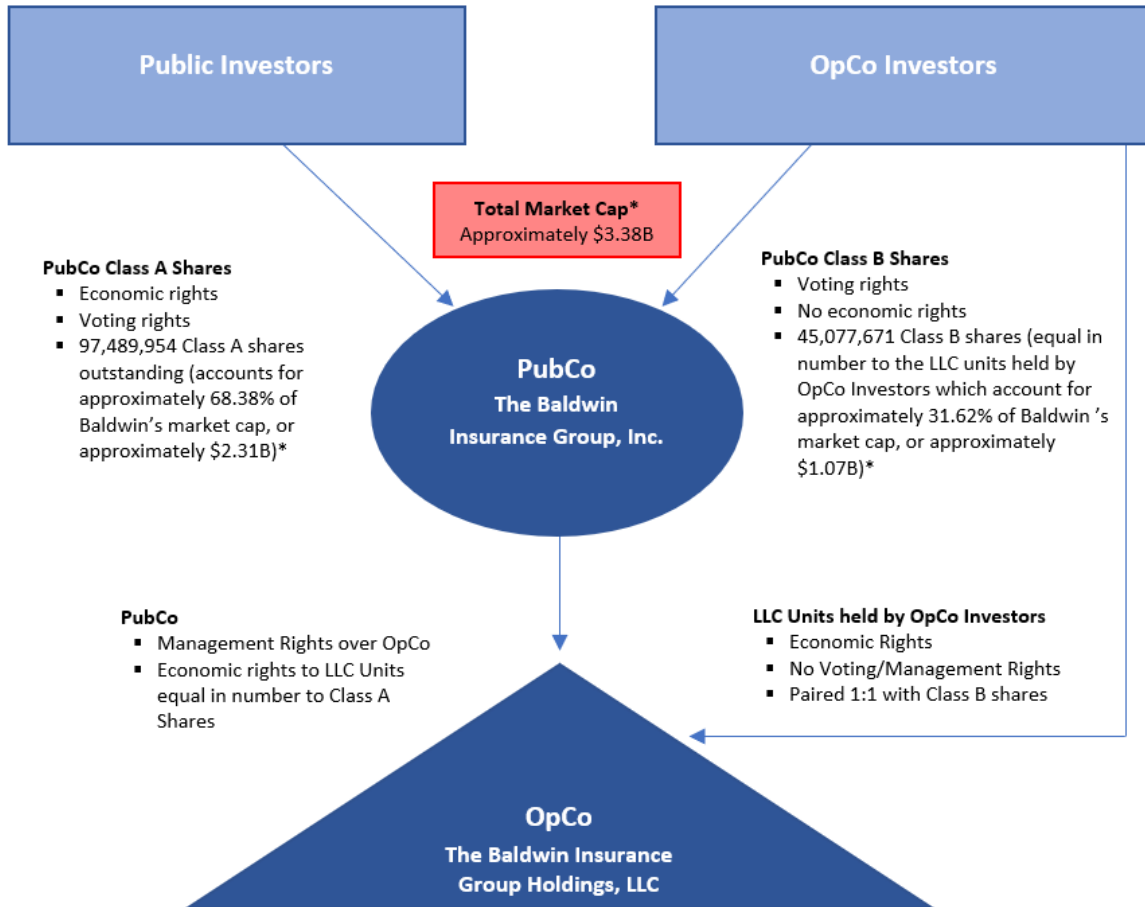 Public Investors
OpCo Investors
Total Market Cap*
Approximately $3.38B
PubCo Class A Shares
▪ Economic rights
▪ Voting rights
▪ 97,489,954 Class A shares
outstanding (accounts for
approximately 68.38% of
Baldwin’s market cap, or
approximately $2.31B)*
PubCo Class B Shares
▪ Voting rights
▪ No economic rights
▪ 45,077,671 Class B shares (equal in
number to the LLC units held by
OpCo Investors which account for
approximately 31.62% of Baldwin ’s
market cap, or approximately
$1.07B)*
PubCo
The Baldwin
Insurance Group, Inc.
PubCo
▪ Management Rights over OpCo
▪ Economic rights to LLC Units
equal in number to Class A
Shares
LLC Units held by OpCo Investors
▪ Economic Rights
▪ No Voting/Management Rights
▪ Paired 1:1 with Class B shares
OpCo
The Baldwin Insurance
Group Holdings, LLC